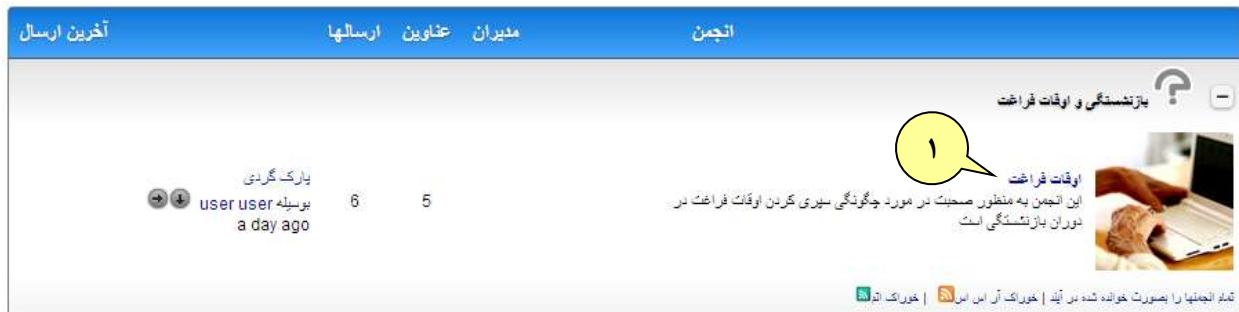 انجمن مدیران عناوین ارسالها آخرین ارسال
بازنشستگی و اوقات فراغت
۱
اوقات فراغت
این انجمن به منظور صحبت در مورد چگونگی سپری کردن اوقات فراغت در
دوران بازنشستگی است
5
6
پارک گردی
بوسیله user user
a day ago
تمام انجمنها را بصورت خوانده شده در آیند | خوراک آر اس اس | خوراک اتم